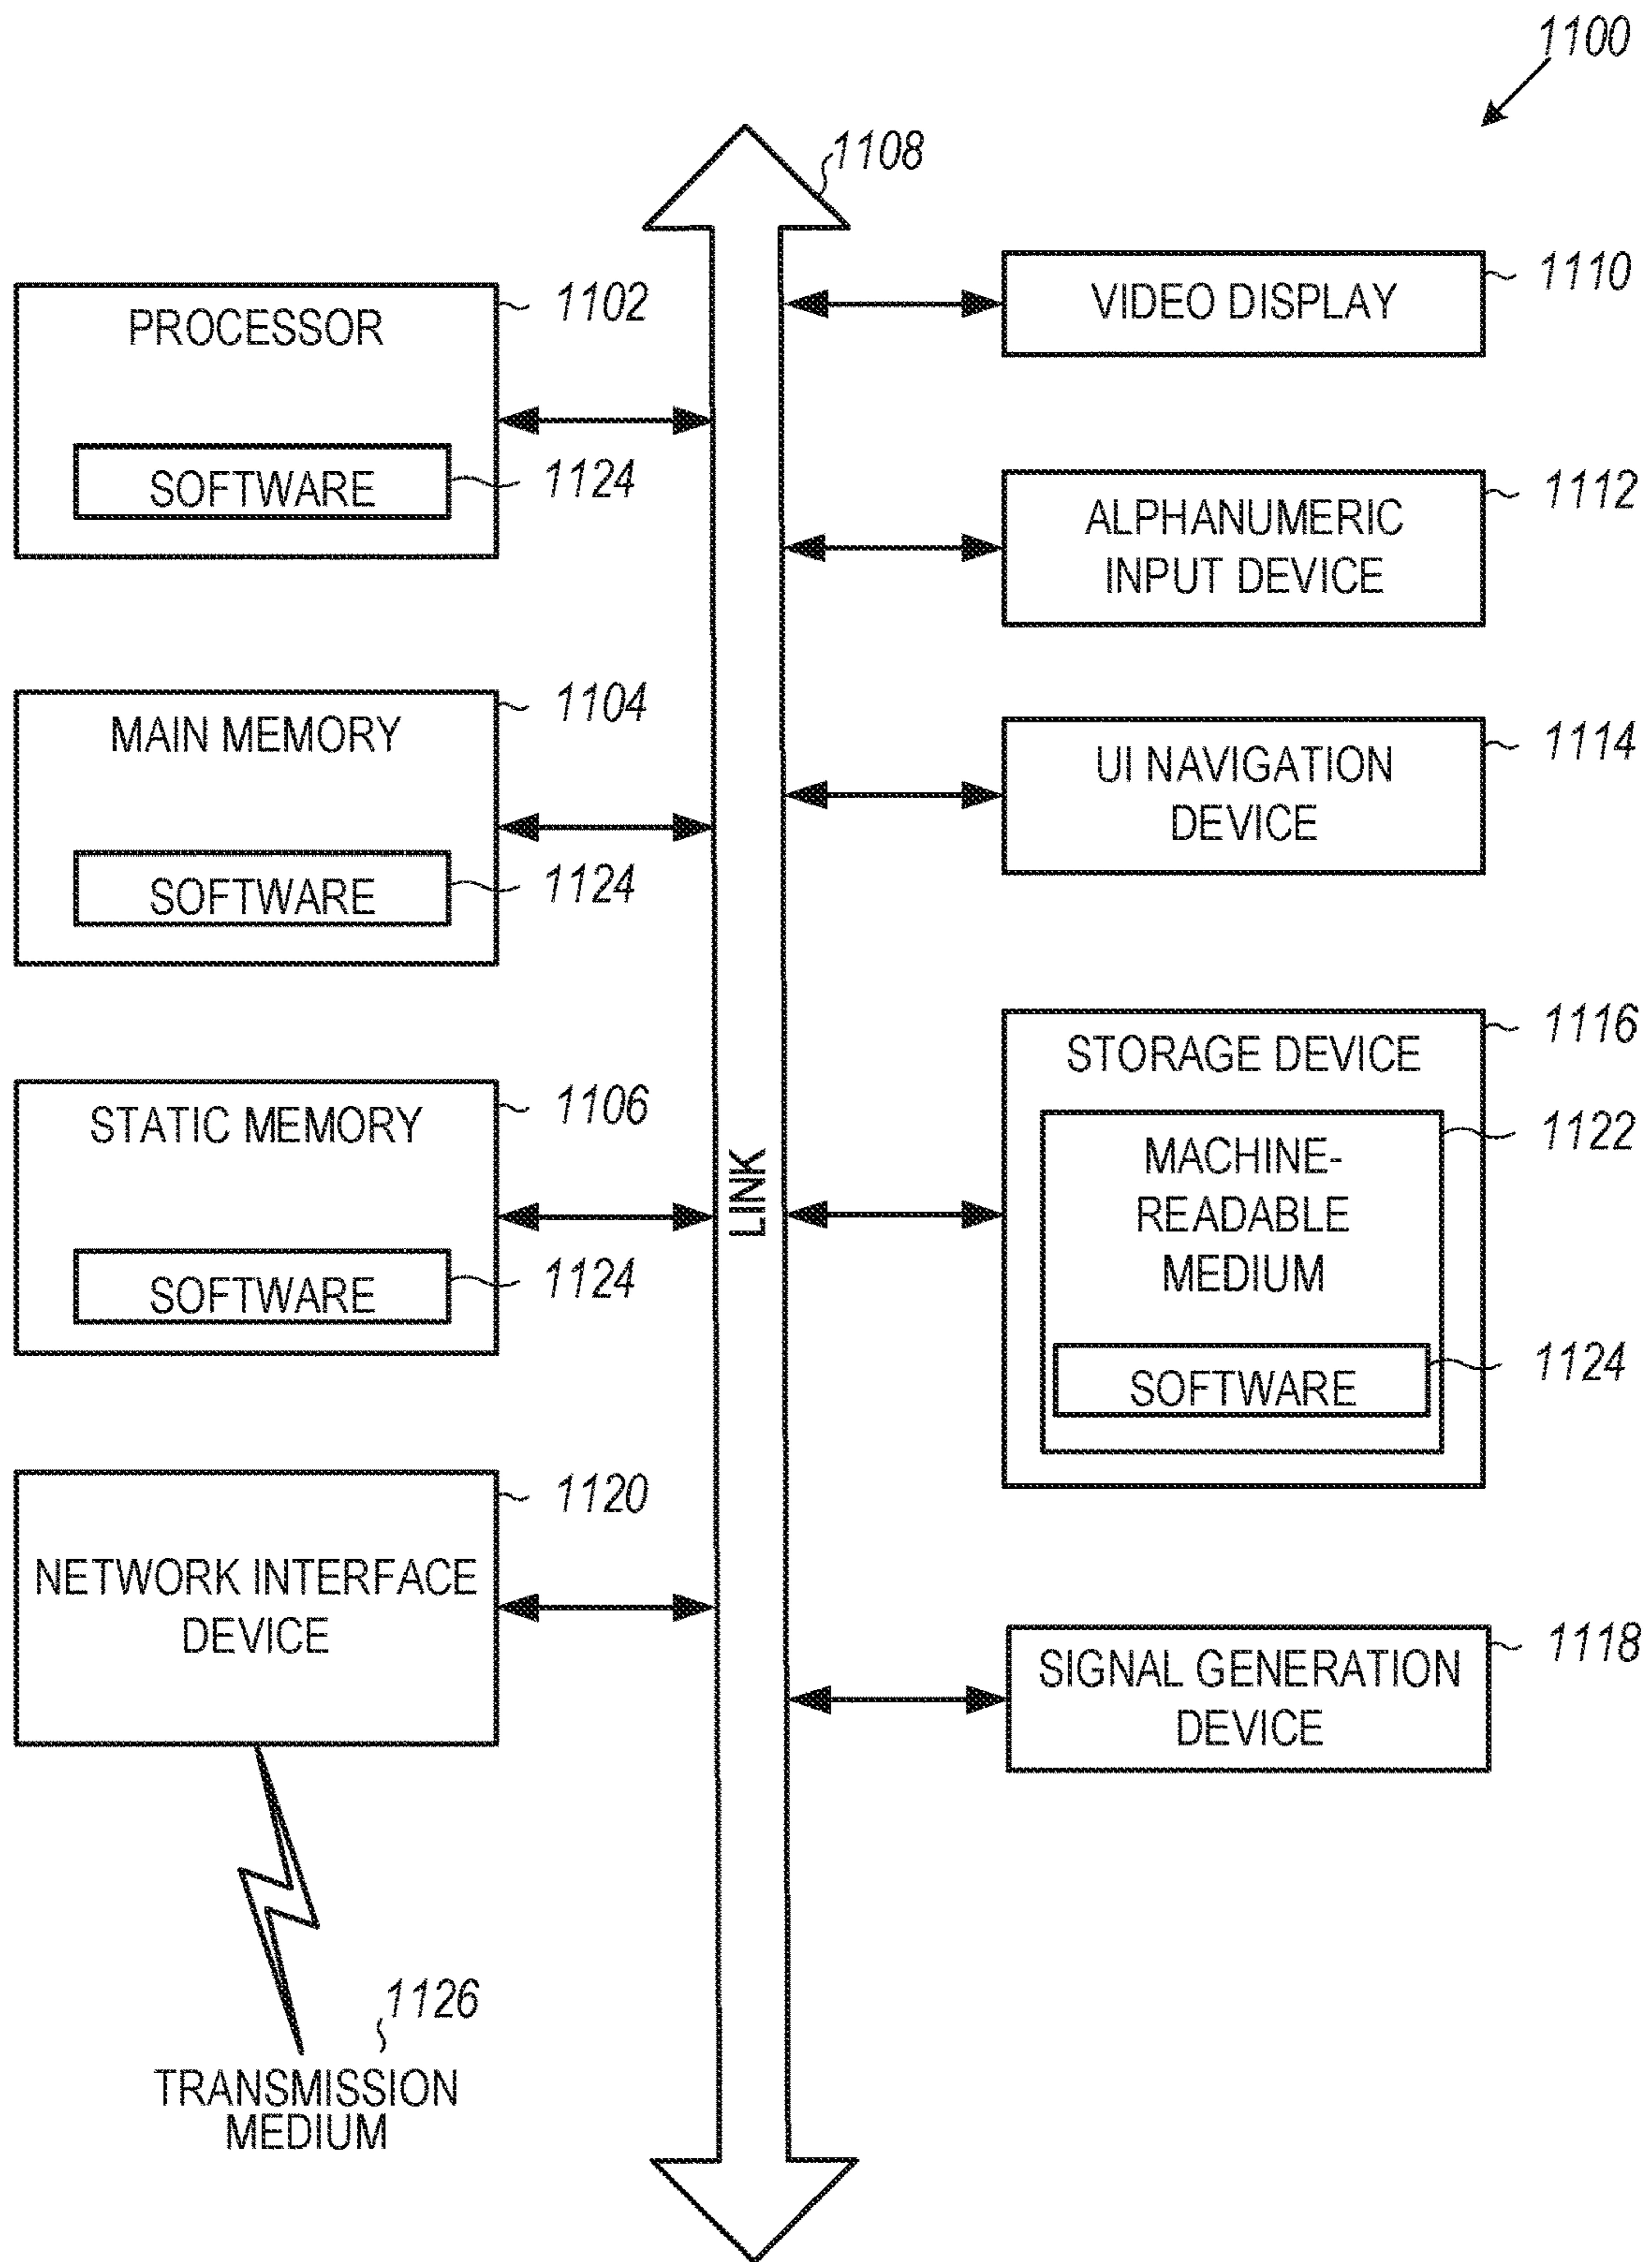 1100
1108
PROCESSOR
1102
SOFTWARE
1124
MAIN MEMORY
1104
SOFTWARE
1124
STATIC MEMORY
1106
SOFTWARE
1124
NETWORK INTERFACE
DEVICE
1120
1126
TRANSMISSION
MEDIUM
LINK
VIDEO DISPLAY
1110
ALPHANUMERIC
INPUT DEVICE
1112
UI NAVIGATION
DEVICE
1114
STORAGE DEVICE
1116
MACHINE-
READABLE
MEDIUM
1122
SOFTWARE
1124
SIGNAL GENERATION
DEVICE
1118